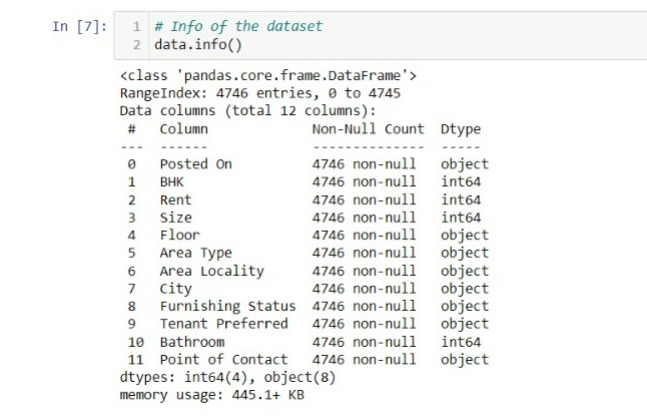 In [7]:
1 # Info of the dataset
2 data.info()
<class 'pandas.core.frame.DataFrame'>
RangeIndex: 4746 entries, 0 to 4745
Data columns (total 12 columns):
# Column Non-Null Count Dtype
--- ------ -------------- -----
0 Posted On 4746 non-null object
1 BHK 4746 non-null int64
2 Rent 4746 non-null int64
3 Size 4746 non-null int64
4 Floor 4746 non-null object
5 Area Type 4746 non-null object
6 Area Locality 4746 non-null object
7 City 4746 non-null object
8 Furnishing Status 4746 non-null object
9 Tenant Preferred 4746 non-null object
10 Bathroom 4746 non-null int64
11 Point of Contact 4746 non-null object
dtypes: int64(4), object(8)
memory usage: 445.1+ KB